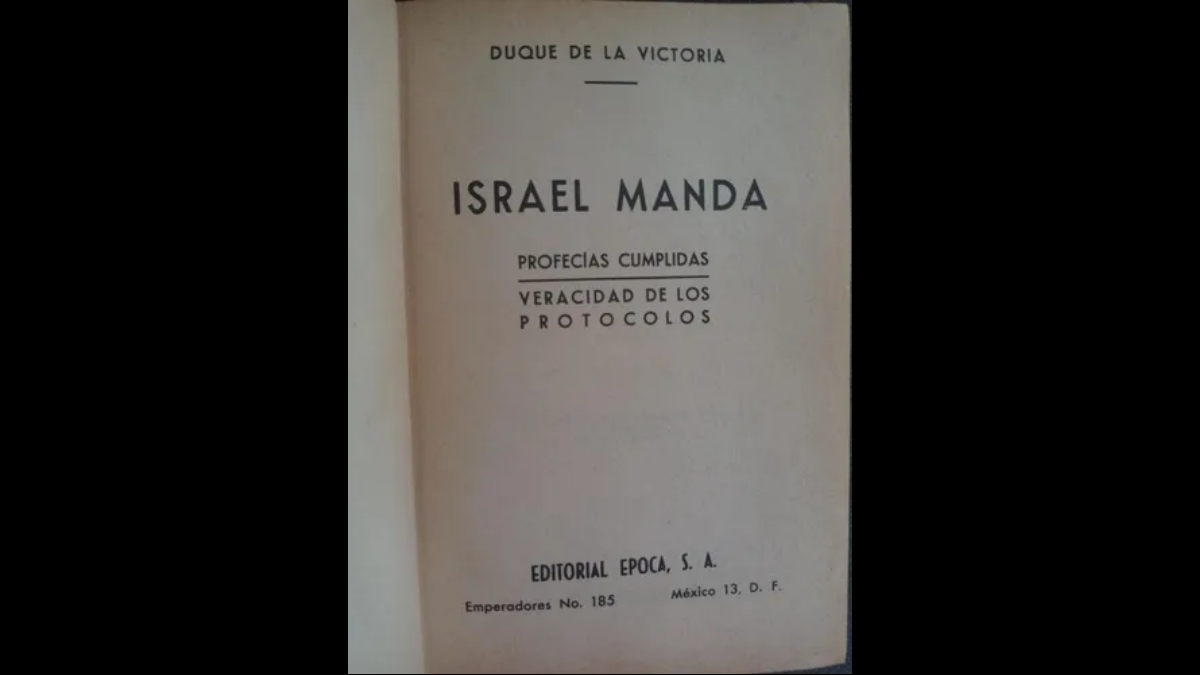 DUQUE DE LA VICTORIA
ISRAEL MANDA
PROFECÍAS CUMPLIDAS
VERACIDAD DE LOS
PROTOCOLOS
EDITORIAL EPOCA, S. A.
Emperadores No. 185 México 13, D. F.